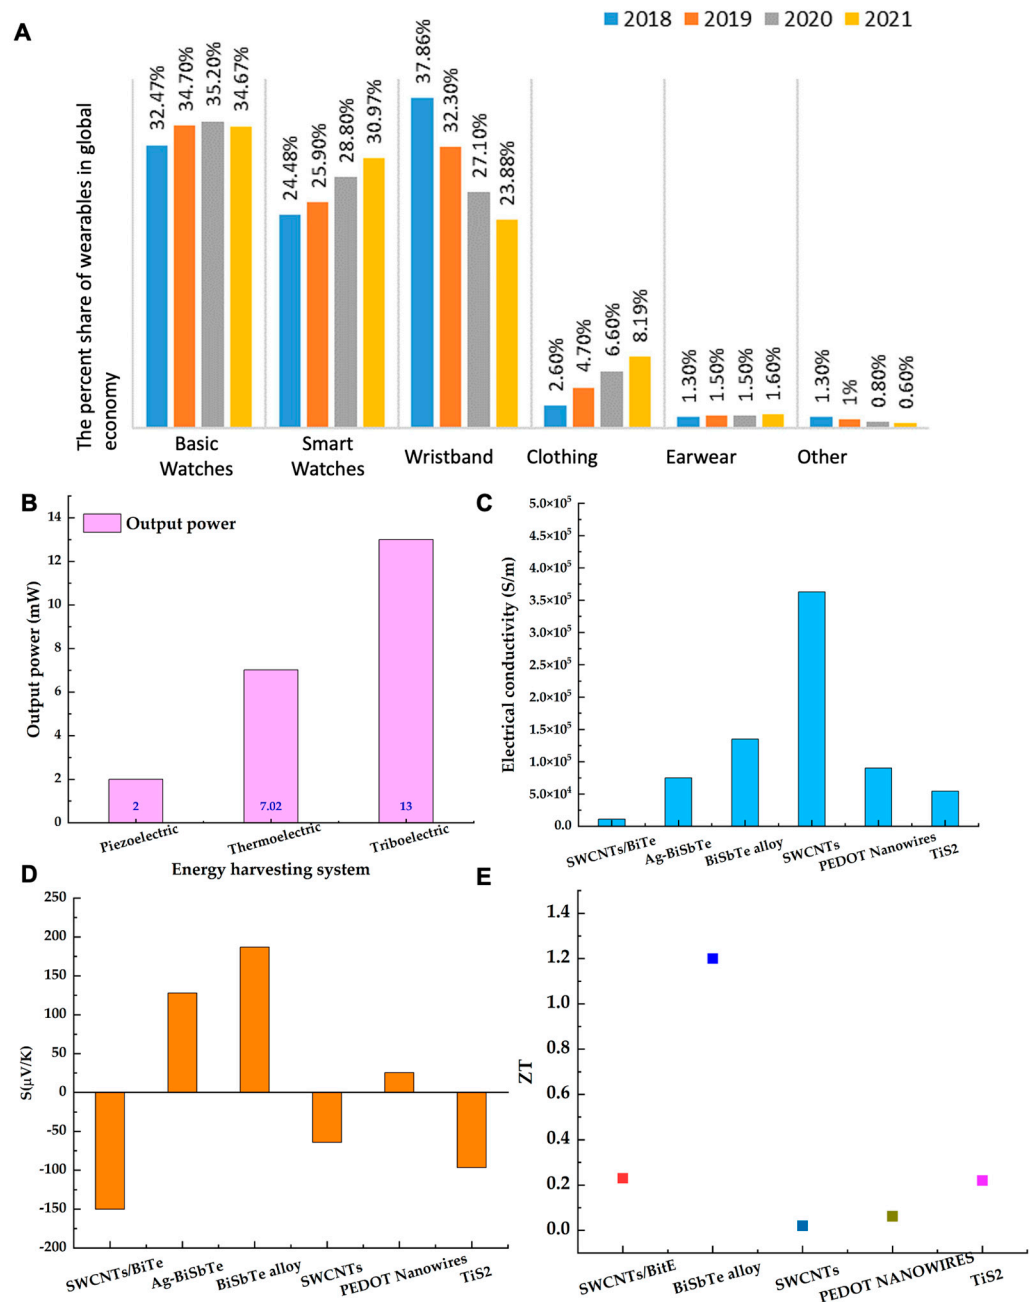 A
2018 2019 2020 2021
The percent share of wearables in global
economy
32.47% 34.70% 35.20% 34.67%
24.48% 25.90% 28.80% 30.97%
37.86% 32.30% 27.10% 23.88%
2.60% 4.70% 6.60% 8.19%
1.30% 1.50% 1.50% 1.60%
1.30% 1% 0.80% 0.60%
Basic
Watches
Smart
Watches
Wristband
Clothing
Earwear
Other
B
Output power
Output power (mW)
14
12
10
8
6
4
2
0
2
7.02
13
Piezoelectric
Thermoelectric
Triboelectric
Energy harvesting system
C
Electrical conductivity (S/m)
5.0×10⁵
4.5×10⁵
4.0×10⁵
3.5×10⁵
3.0×10⁵
2.5×10⁵
2.0×10⁵
1.5×10⁵
1.0×10⁵
5.0×10⁴
0.0
SWCNTs/BiTe
Ag-BiSbTe
BiSbTe alloy
SWCNTs
PEDOT Nanowires
TiS2
D
S(μV/K)
250
200
150
100
50
0
-50
-100
-150
-200
SWCNTs/BiTe
Ag-BiSbTe
BiSbTe alloy
SWCNTs
PEDOT Nanowires
TiS2
E
ZT
1.4
1.2
1.0
0.8
0.6
0.4
0.2
0.0
SWCNTs/BitE
BiSbTe alloy
SWCNTs
PEDOT NANOWIRES
TiS2